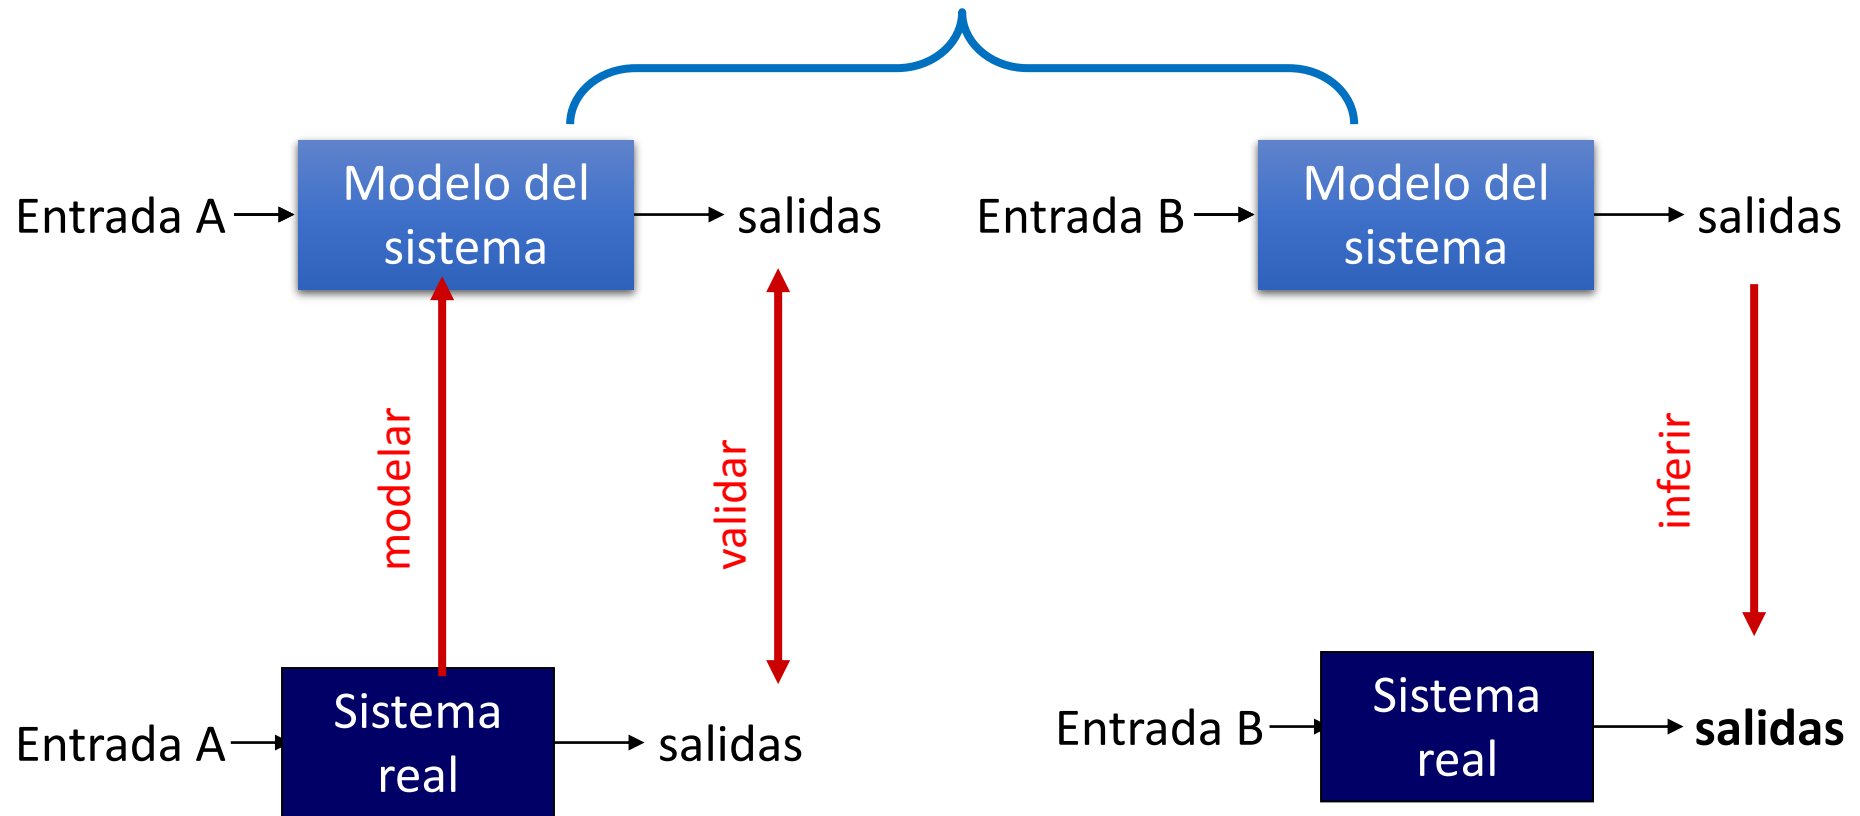 Entrada A
Modelo del
sistema
salidas
Entrada B
Modelo del
sistema
salidas
modelar
validar
inferir
Entrada A
Sistema
real
salidas
Entrada B
Sistema
real
salidas